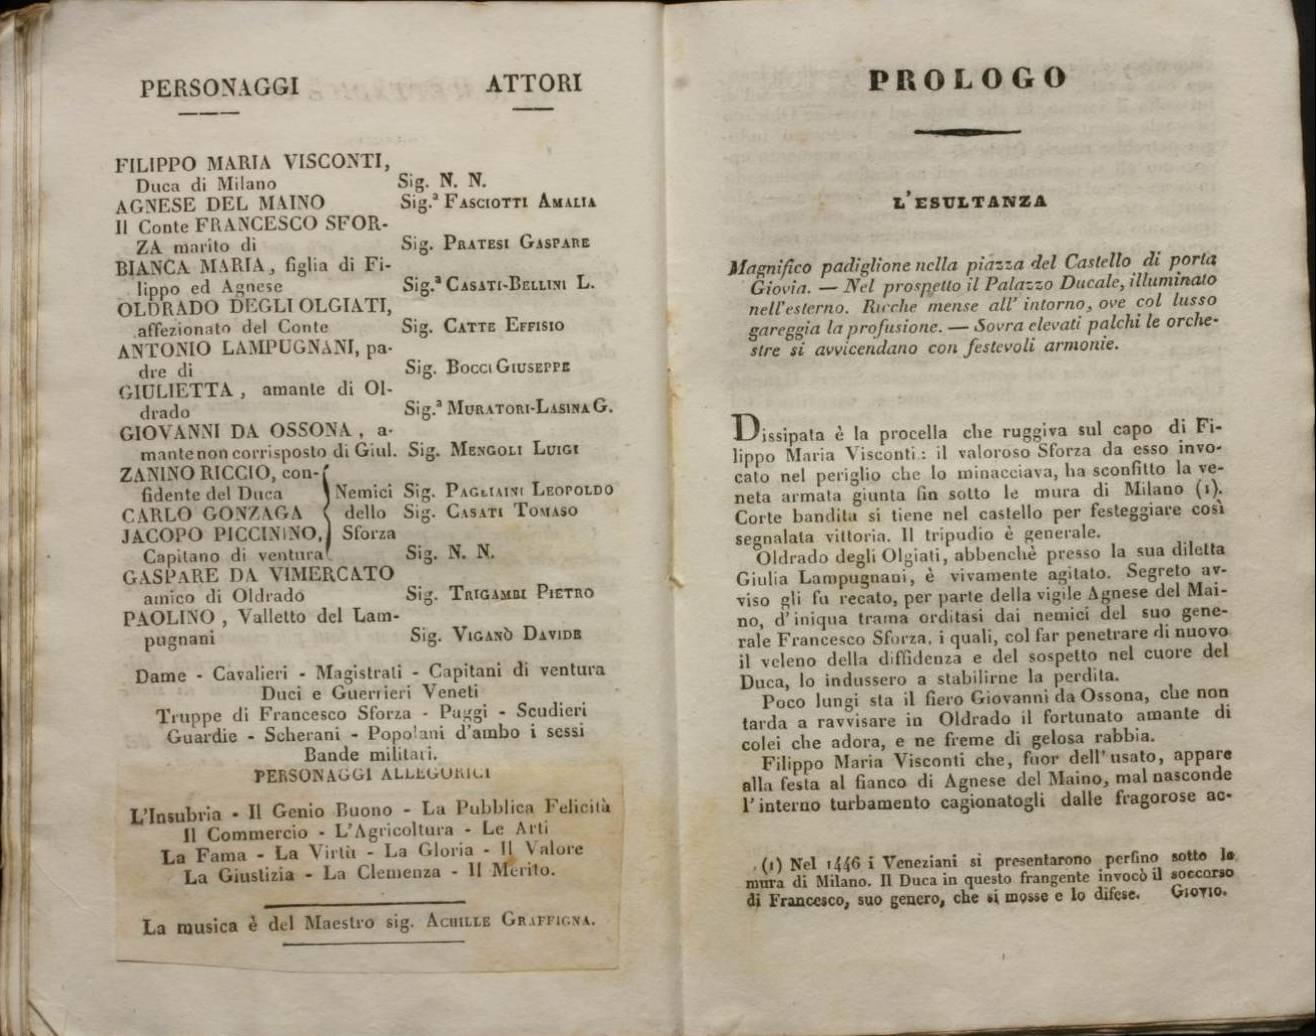 PERSONAGGI ATTORI
FILIPPO MARIA VISCONTI,
Duca di Milano Sig. N. N.
AGNESE DEL MAINO Sig.ª FASCIOTTI AMALIA
Il Conte FRANCESCO SFOR-
ZA marito di Sig. PRATESI GASPARE
BIANCA MARIA, figlia di Fi-
lippo ed Agnese Sig.ª CASATI-BELLINI L.
OLDRADO DEGLI OLGIATI,
affezionato del Conte Sig. CATTE EFFISIO
ANTONIO LAMPUGNANI, pa-
dre di Sig. BOCCI GIUSEPPE
GIULIETTA, amante di Ol-
drado Sig.ª MURATORI-LASINA G.
GIOVANNI DA OSSONA, a-
mante non corrisposto di Giul. Sig. MENGOLI LUIGI
ZANINO RICCIO, con-
fidente del Duca Nemici Sig. PAGLIAINI LEOPOLDO
CARLO GONZAGA dello Sig. CASATI TOMASO
JACOPO PICCININO, Sforza
Capitano di ventura Sig. N. N.
GASPARE DA VIMERCATO
amico di Oldrado Sig. TRIGAMBI PIETRO
PAOLINO, Valletto del Lam-
pugnani Sig. VIGANÒ DAVIDE
Dame - Cavalieri - Magistrati - Capitani di ventura
Duci e Guerrieri Veneti
Truppe di Francesco Sforza - Paggi - Scudieri
Guardie - Scherani - Popolani d'ambo i sessi
Bande militari.
PERSONAGGI ALLEGORICI
L'Insubria - Il Genio Buono - La Pubblica Felicità
Il Commercio - L'Agricoltura - Le Arti
La Fama - La Virtù - La Gloria - Il Valore
La Giustizia - La Clemenza - Il Merito.
La musica è del Maestro sig. ACHILLE GRAFFIGNA.
PROLOGO
L'ESULTANZA
Magnifico padiglione nella piazza del Castello di porta
Giovia. — Nel prospetto il Palazzo Ducale, illuminato
nell'esterno. Ricche mense all' intorno, ove col lusso
gareggia la profusione. — Sovra elevati palchi le orche-
stre si avvicendano con festevoli armonie.
Dissipata è la procella che ruggiva sul capo di Fi-
lippo Maria Visconti: il valoroso Sforza da esso invo-
cato nel periglio che lo minacciava, ha sconfitto la ve-
neta armata giunta fin sotto le mura di Milano (1).
Corte bandita si tiene nel castello per festeggiare così
segnalata vittoria. Il tripudio è generale.
Oldrado degli Olgiati, abbenchè presso la sua diletta
Giulia Lampugnani, è vivamente agitato. Segreto av-
viso gli fu recato, per parte della vigile Agnese del Mai-
no, d'iniqua trama orditasi dai nemici del suo gene-
rale Francesco Sforza, i quali, col far penetrare di nuovo
il veleno della diffidenza e del sospetto nel cuore del
Duca, lo indussero a stabilirne la perdita.
Poco lungi sta il fiero Giovanni da Ossona, che non
tarda a ravvisare in Oldrado il fortunato amante di
colei che adora, e ne freme di gelosa rabbia.
Filippo Maria Visconti che, fuor dell' usato, appare
alla festa al fianco di Agnese del Maino, mal nasconde
l'interno turbamento cagionatogli dalle fragorose ac-
(1) Nel 1446 i Veneziani si presentarono perfino sotto le
mura di Milano. Il Duca in questo frangente invocò il soccorso
di Francesco, suo genero, che si mosse e lo difese. GIOVIO.